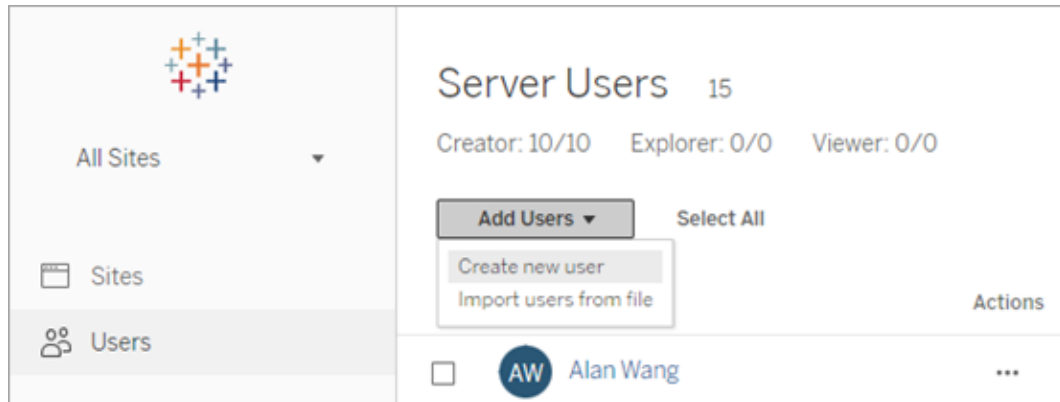 All Sites
Sites
Users
Server Users 15
Creator: 10/10 Explorer: 0/0 Viewer: 0/0
Add Users Select All
Create new user
Import users from file
Actions
AW Alan Wang